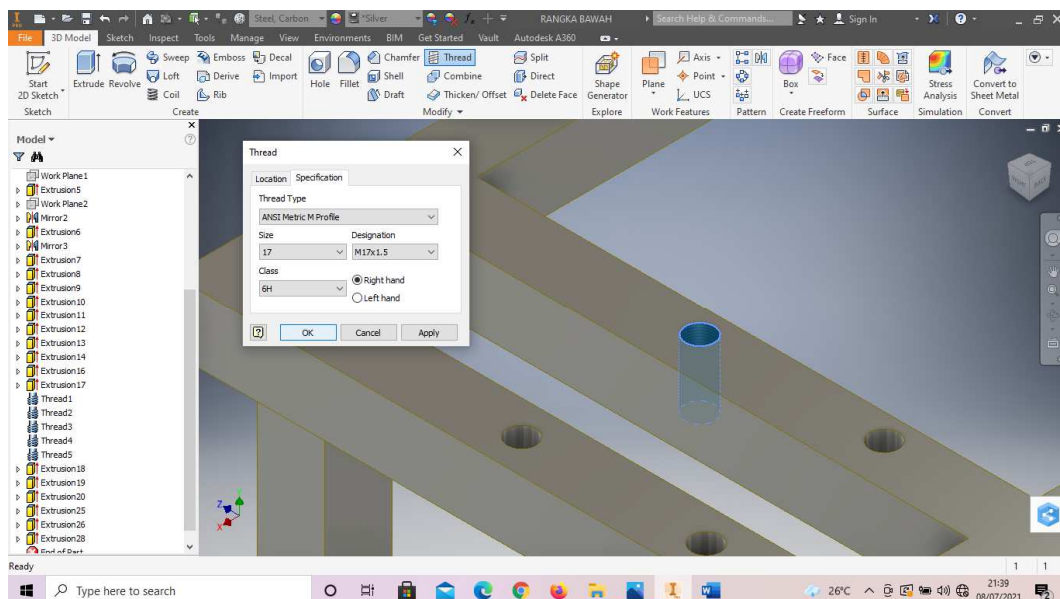 Steel, Carbon
*Silver
RANGKA BAWAH
Search Help & Commands...
Sign In
File
3D Model
Sketch
Inspect
Tools
Manage
View
Environments
BIM
Get Started
Vault
Autodesk A360
Start
2D Sketch
Extrude
Revolve
Sweep
Emboss
Decal
Loft
Derive
Import
Coil
Rib
Hole
Fillet
Chamfer
Thread
Split
Shell
Combine
Direct
Draft
Thicken/ Offset
Delete Face
Shape
Generator
Plane
Axis
Point
UCS
Box
Face
Stress
Analysis
Convert to
Sheet Metal
Sketch
Create
Modify
Explore
Work Features
Pattern
Create Freeform
Surface
Simulation
Convert
Model
Work Plane1
Extrusion5
Work Plane2
Mirror2
Extrusion6
Mirror3
Extrusion7
Extrusion8
Extrusion9
Extrusion10
Extrusion11
Extrusion12
Extrusion13
Extrusion14
Extrusion16
Extrusion17
Thread1
Thread2
Thread3
Thread4
Thread5
Extrusion18
Extrusion19
Extrusion20
Extrusion25
Extrusion26
Extrusion28
End of Part
Thread
Location
Specification
Thread Type
ANSI Metric M Profile
Size
Designation
17
M17x1.5
Class
6H
Right hand
Left hand
OK
Cancel
Apply
Z
Y
X
Ready
1
1
Type here to search
26°C
21:39
08/07/2021